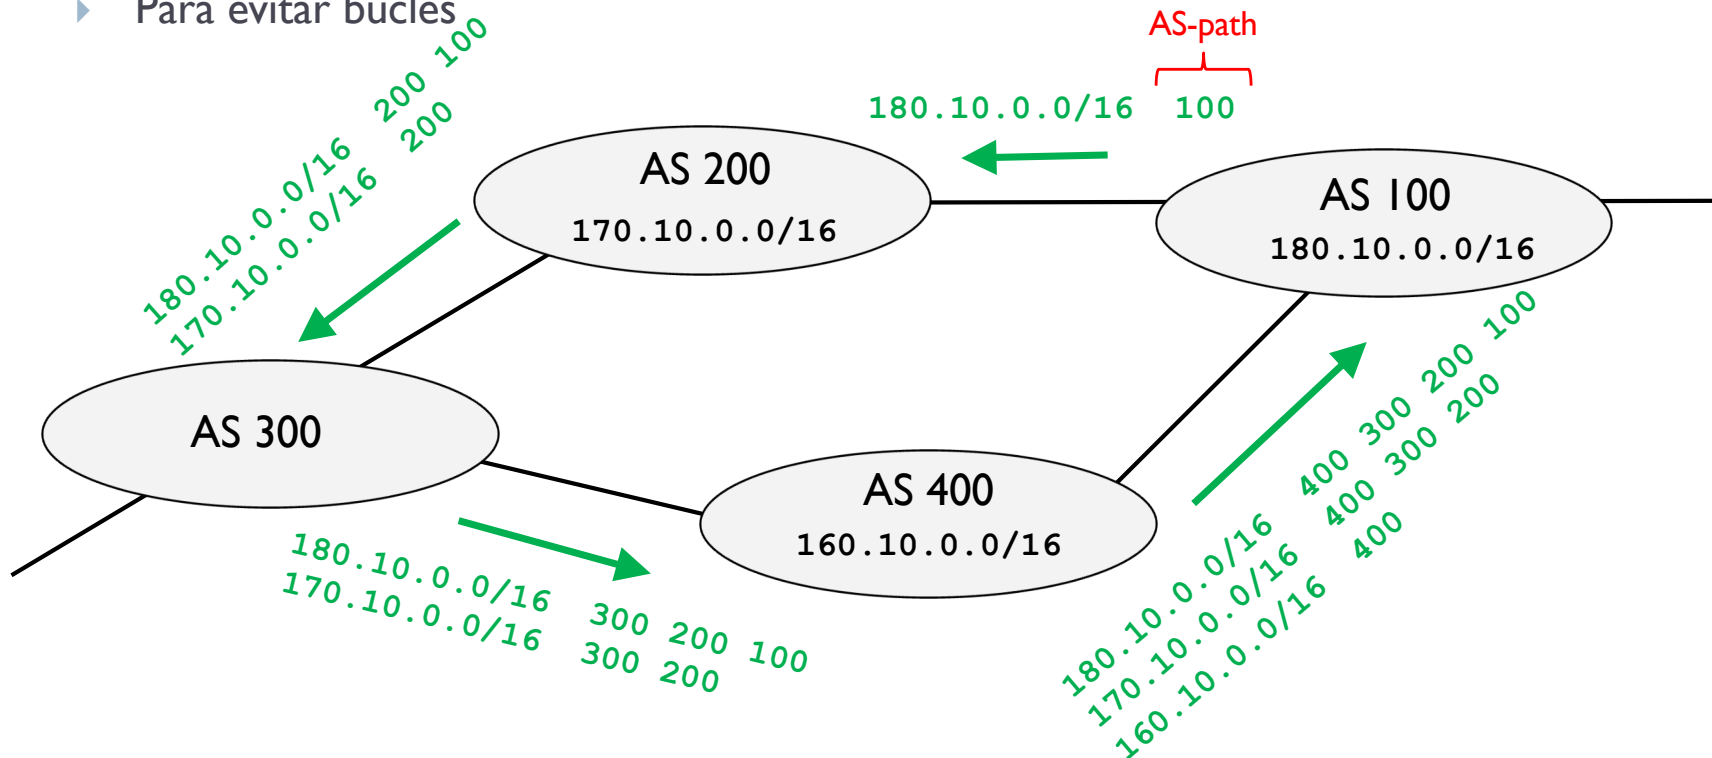 Para evitar bucles
AS-path
180.10.0.0/16 100
180.10.0.0/16 200 100
170.10.0.0/16 200
AS 200
170.10.0.0/16
AS 100
180.10.0.0/16
AS 300
AS 400
160.10.0.0/16
180.10.0.0/16 300 200 100
170.10.0.0/16 300 200
180.10.0.0/16 400 300 200 100
170.10.0.0/16 400 300 200
160.10.0.0/16 400